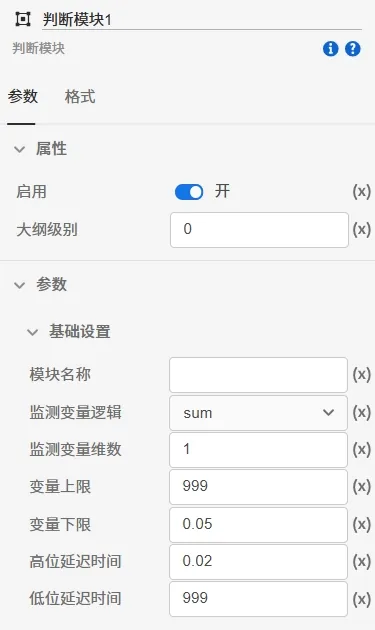 判断模块1
判断模块
参数 格式
属性
启用 开 (x)
大纲级别 0 (x)
参数
基础设置
模块名称 (x)
监测变量逻辑 sum (x)
监测变量维数 1 (x)
变量上限 999 (x)
变量下限 0.05 (x)
高位延迟时间 0.02 (x)
低位延迟时间 999 (x)